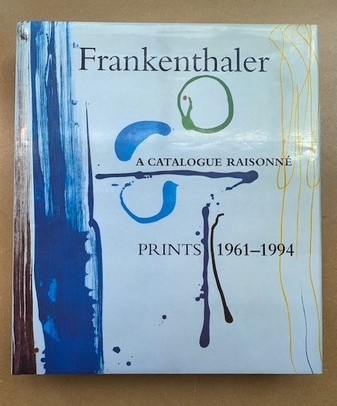 Frankenthaler
A CATALOGUE RAISONNÉ
PRINTS 1961–1994